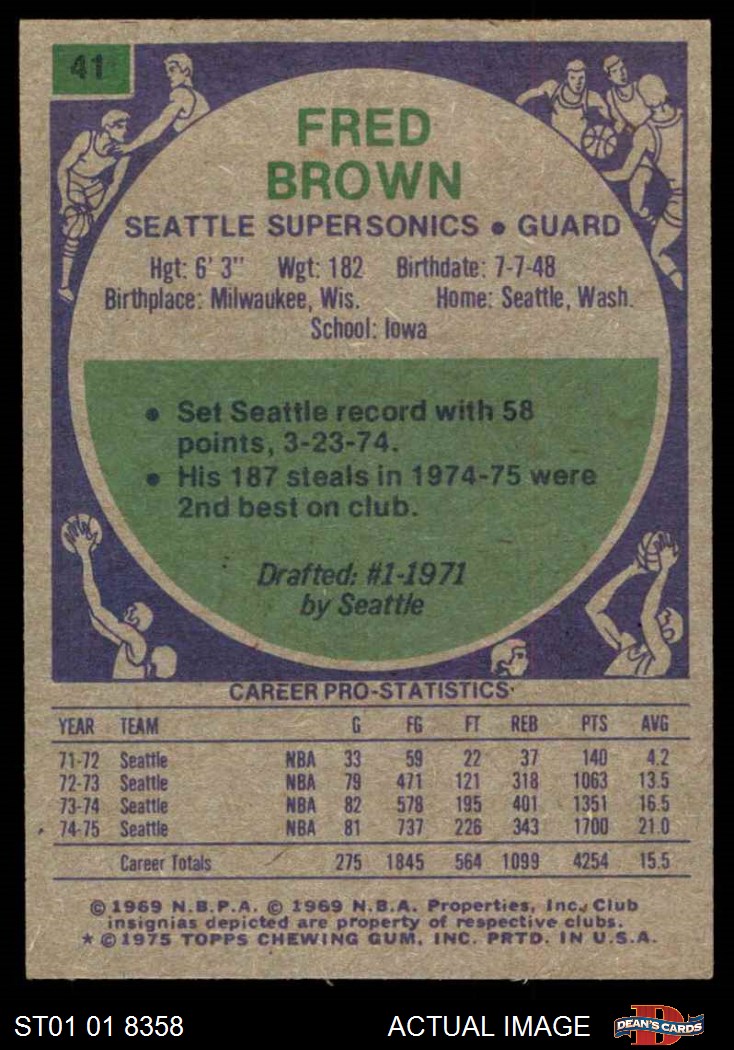 41
FRED
BROWN
SEATTLE SUPERSONICS • GUARD
Hgt: 6' 3" Wgt: 182 Birthdate: 7-7-48
Birthplace: Milwaukee, Wis. Home: Seattle, Wash.
School: Iowa
• Set Seattle record with 58
points, 3-23-74.
• His 187 steals in 1974-75 were
2nd best on club.
Drafted: #1-1971
by Seattle
CAREER PRO-STATISTICS
YEAR TEAM G FG FT REB PTS AVG
71-72 Seattle NBA 33 59 22 37 140 4.2
72-73 Seattle NBA 79 471 121 318 1063 13.5
73-74 Seattle NBA 82 578 195 401 1351 16.5
74-75 Seattle NBA 81 737 226 343 1700 21.0
Career Totals 275 1845 564 1099 4254 15.5
© 1969 N.B.P.A. © 1969 N.B.A. Properties, Inc. Club
insignias depicted are property of respective clubs.
* © 1975 TOPPS CHEWING GUM, INC. PRTD. IN U.S.A.
ST01 01 8358 ACTUAL IMAGE D DEAN'S CARDS